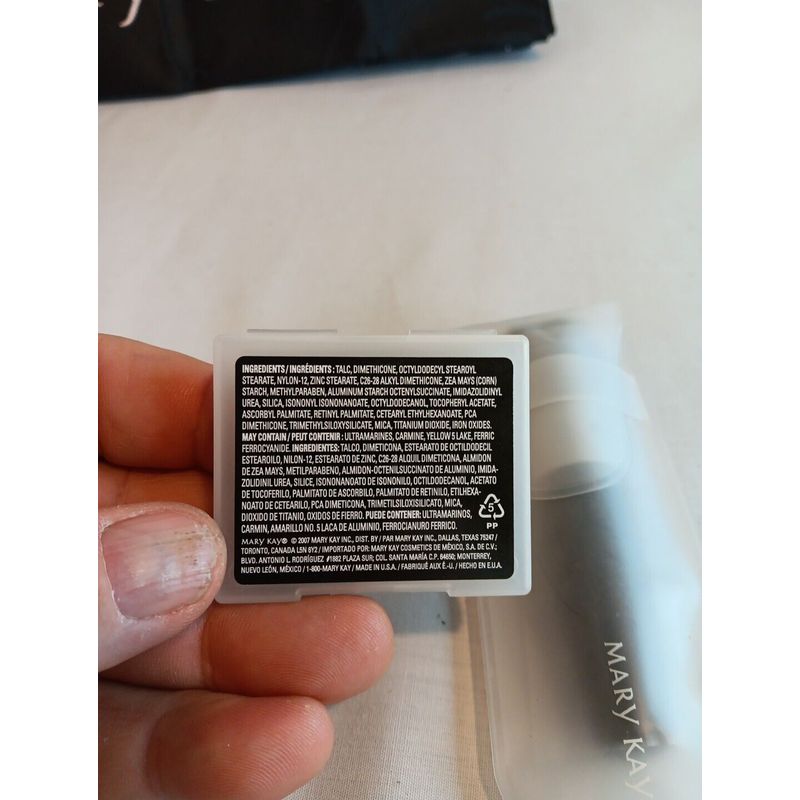 INGREDIENTS / INGRÉDIENTS : TALC, DIMETHICONE, OCTYLDODECYL STEAROYL
STEARATE, NYLON-12, ZINC STEARATE, C26-28 ALKYL DIMETHICONE, ZEA MAYS (CORN)
STARCH, METHYLPARABEN, ALUMINUM STARCH OCTENYLSUCCINATE, IMIDAZOLIDINYL
UREA, SILICA, ISONONYL ISONONANOATE, OCTYLDODECANOL, TOCOPHERYL ACETATE,
ASCORBYL PALMITATE, RETINYL PALMITATE, CETEARYL ETHYLHEXANOATE, PCA
DIMETHICONE, TRIMETHYLSILOXYSILICATE, MICA, TITANIUM DIOXIDE, IRON OXIDES.
MAY CONTAIN / PEUT CONTENIR : ULTRAMARINES, CARMINE, YELLOW 5 LAKE, FERRIC
FERROCYANIDE. INGREDIENTES: TALCO, DIMETICONA, ESTEARATO DE OCTILDODECIL
ESTEAROILO, NILON-12, ESTEARATO DE ZINC, C26-28 ALQUIL DIMETICONA, ALMIDON
DE ZEA MAYS, METILPARABENO, ALMIDON-OCTENILSUCCINATO DE ALUMINIO, IMIDA-
ZOLIDINIL UREA, SILICE, ISONONANOATO DE ISONONILO, OCTILDODECANOL, ACETATO
DE TOCOFERILO, PALMITATO DE ASCORBILO, PALMITATO DE RETINILO, ETILHEXA-
NOATO DE CETEARILO, PCA DIMETICONA, TRIMETILSILOXISILICATO, MICA,
DIOXIDO DE TITANIO, OXIDOS DE FIERRO. PUEDE CONTENER: ULTRAMARINOS,
CARMIN, AMARILLO NO. 5 LACA DE ALUMINIO, FERROCIANURO FERRICO.
5
PP
MARY KAY® © 2007 MARY KAY INC., DIST. BY / PAR MARY KAY INC., DALLAS, TEXAS 75247 /
TORONTO, CANADA L5N 6Y2 / IMPORTADO POR: MARY KAY COSMETICS DE MÉXICO, S.A. DE C.V.;
BLVD. ANTONIO L. RODRÍGUEZ #1882 PLAZA SUR; COL. SANTA MARÍA C.P. 64650; MONTERREY,
NUEVO LEÓN, MÉXICO / 1-800-MARY KAY / MADE IN U.S.A. / FABRIQUÉ AUX É.-U. / HECHO EN E.U.A.
MARY KAY